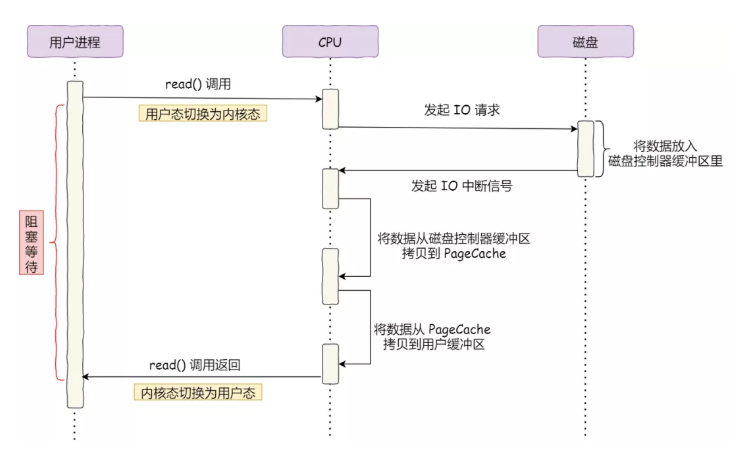 用户进程
CPU
磁盘
read() 调用
用户态切换为内核态
发起 IO 请求
将数据放入
磁盘控制器缓冲区里
发起 IO 中断信号
阻
塞
等
待
将数据从磁盘控制器缓冲区
拷贝到 PageCache
将数据从 PageCache
拷贝到用户缓冲区
read() 调用返回
内核态切换为用户态